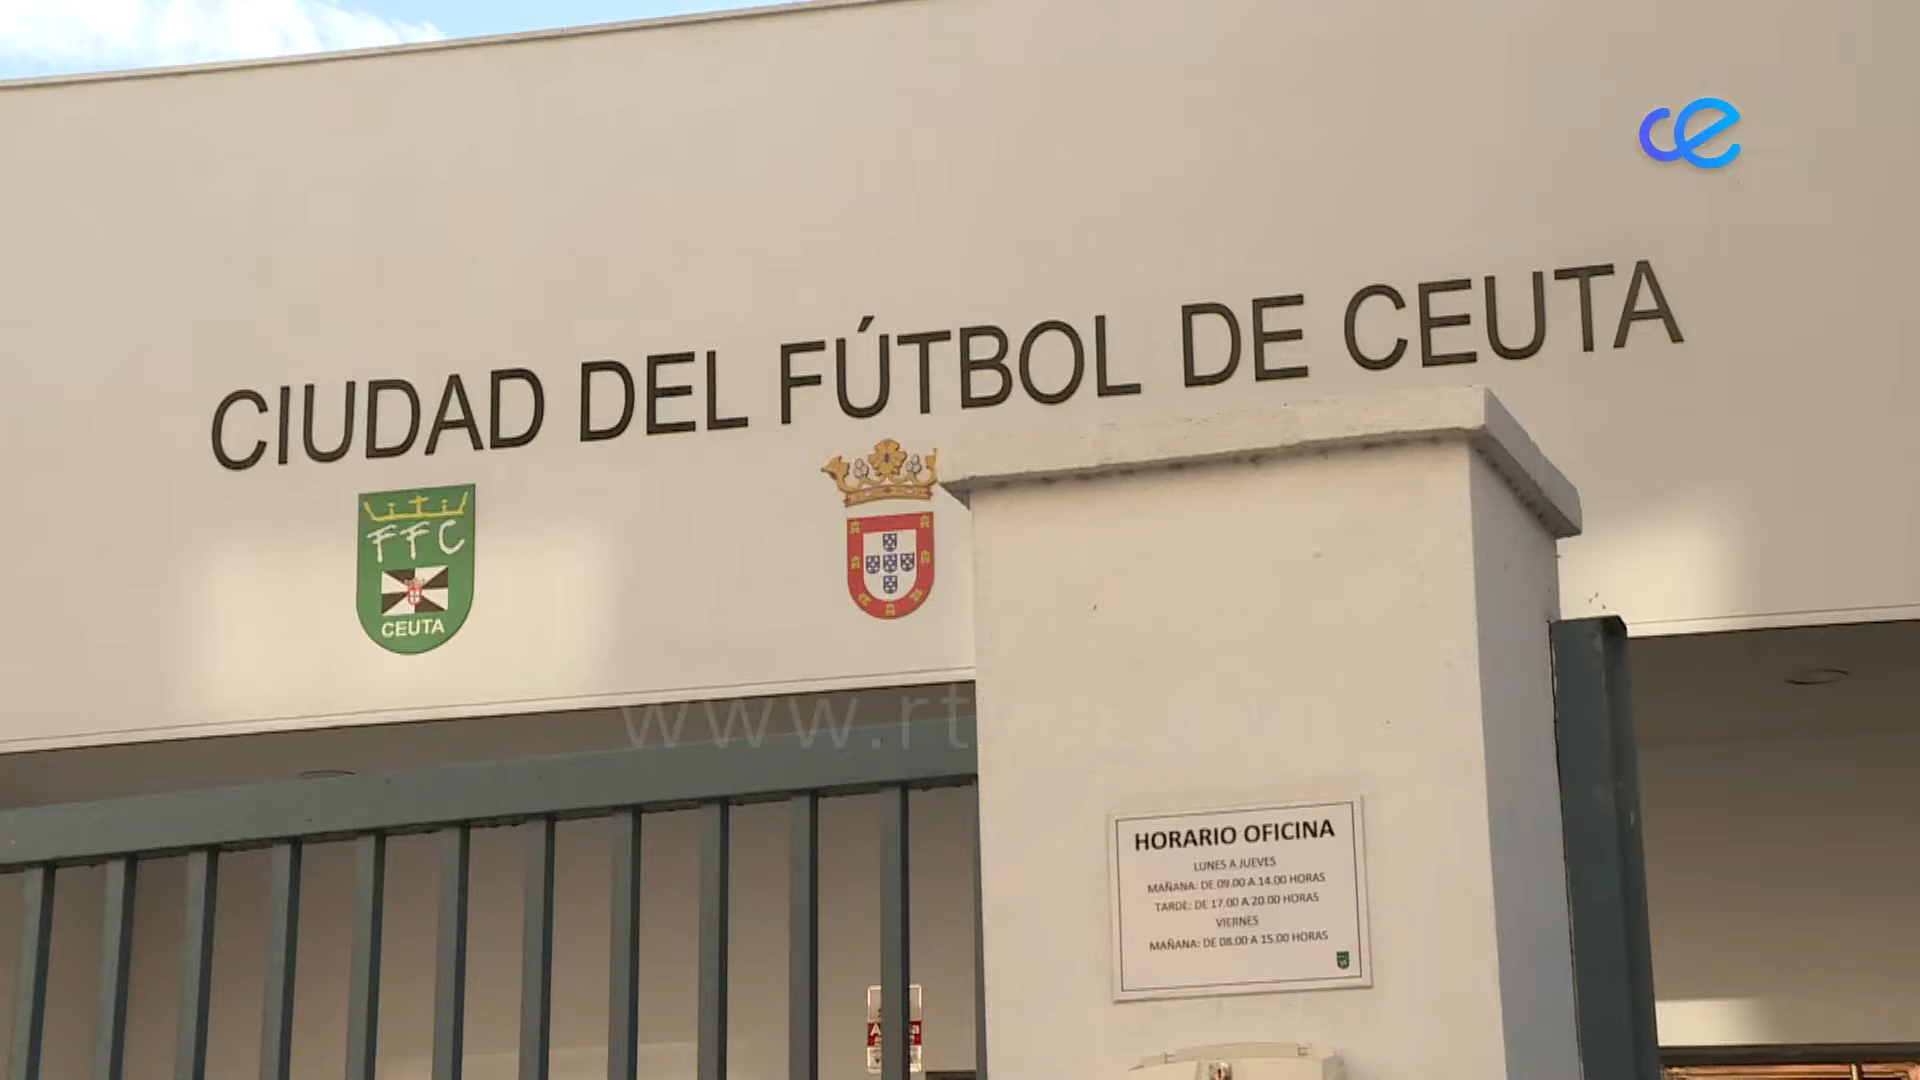 ce
CIUDAD DEL FÚTBOL DE CEUTA
FFC
CEUTA
HORARIO OFICINA
LUNES A JUEVES
MAÑANA: DE 09.00 A 14.00 HORAS
TARDE: DE 17.00 A 20.00 HORAS
VIERNES
MAÑANA: DE 08.00 A 15.00 HORAS